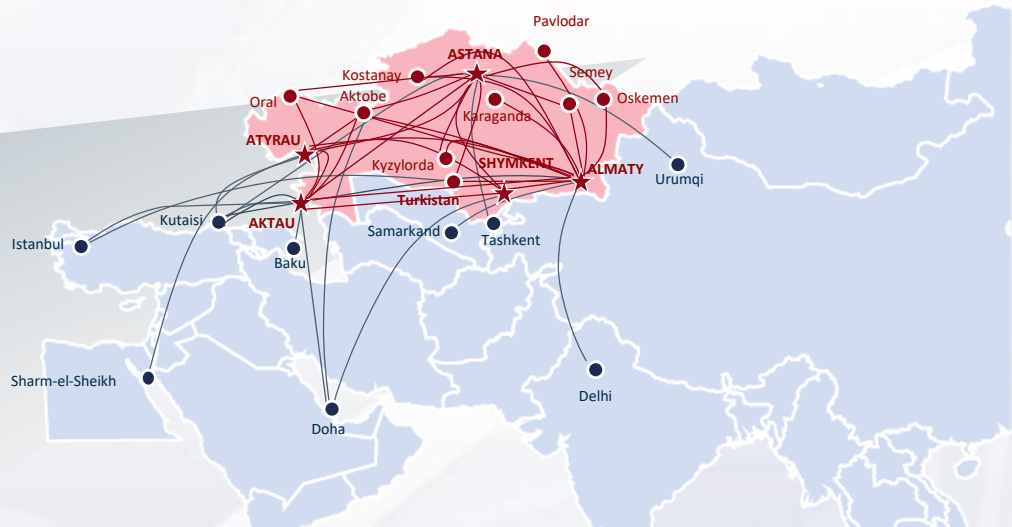 Pavlodar
ASTANA
Kostanay
Semey
Aktobe
Oral
Oskemen
Karaganda
ATYRAU
Kyzylorda
SHYMKENT
ALMATY
Urumqi
Turkistan
Kutaisi
AKTAU
Samarkand
Tashkent
Istanbul
Baku
Sharm-el-Sheikh
Delhi
Doha